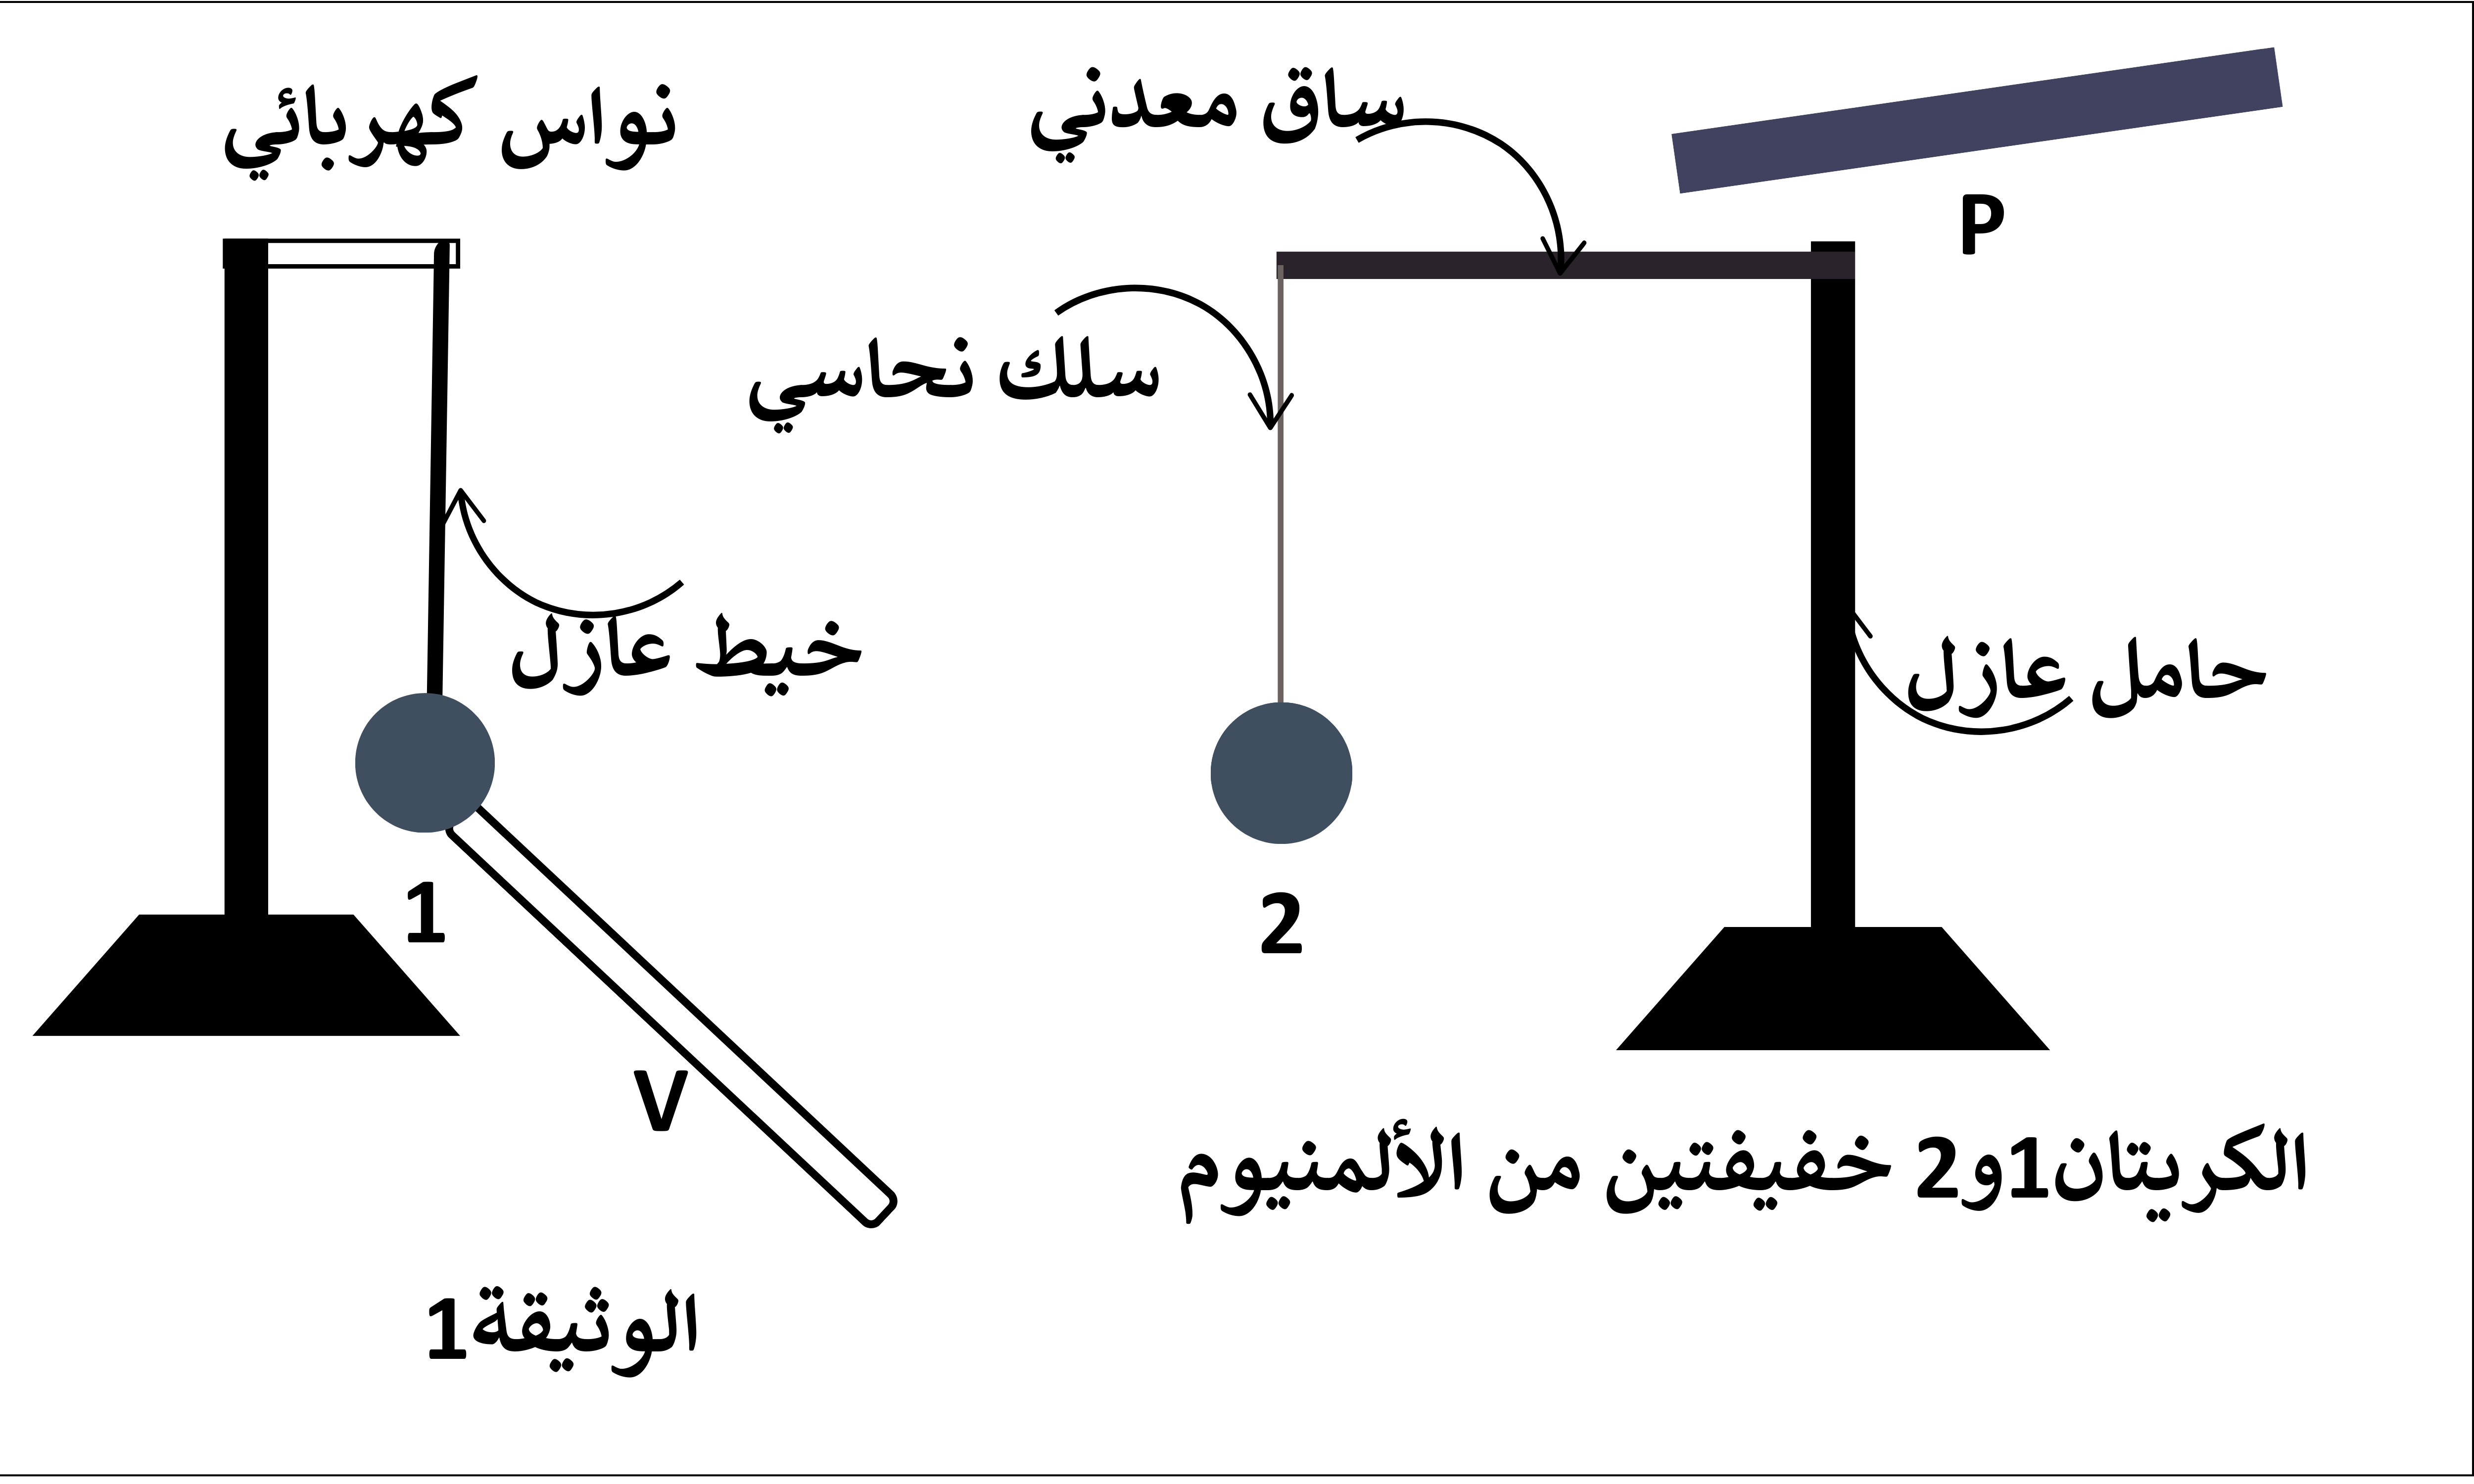 نواس كهربائي
ساق معدني
P
سلك نحاسي
خيط عازل
حامل عازل
1
2
V
الكريتان1و2 خفيفتين من الألمنيوم
الوثيقة1